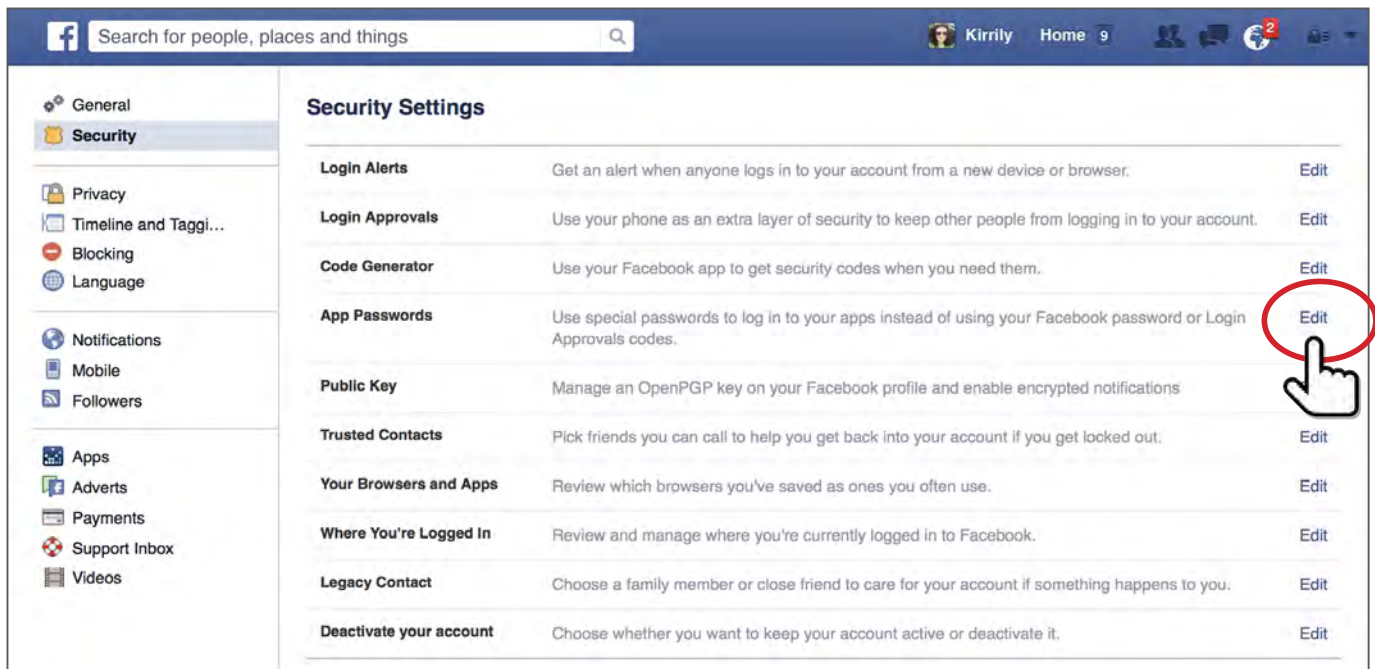 f Search for people, places and things Kirrily Home 9 2
General
Security
Privacy
Timeline and Taggi...
Blocking
Language
Notifications
Mobile
Followers
Apps
Adverts
Payments
Support Inbox
Videos
Security Settings
Login Alerts Get an alert when anyone logs in to your account from a new device or browser. Edit
Login Approvals Use your phone as an extra layer of security to keep other people from logging in to your account. Edit
Code Generator Use your Facebook app to get security codes when you need them. Edit
App Passwords Use special passwords to log in to your apps instead of using your Facebook password or Login Edit
Approvals codes.
Public Key Manage an OpenPGP key on your Facebook profile and enable encrypted notifications
Trusted Contacts Pick friends you can call to help you get back into your account if you get locked out. Edit
Your Browsers and Apps Review which browsers you've saved as ones you often use. Edit
Where You're Logged In Review and manage where you're currently logged in to Facebook. Edit
Legacy Contact Choose a family member or close friend to care for your account if something happens to you. Edit
Deactivate your account Choose whether you want to keep your account active or deactivate it. Edit